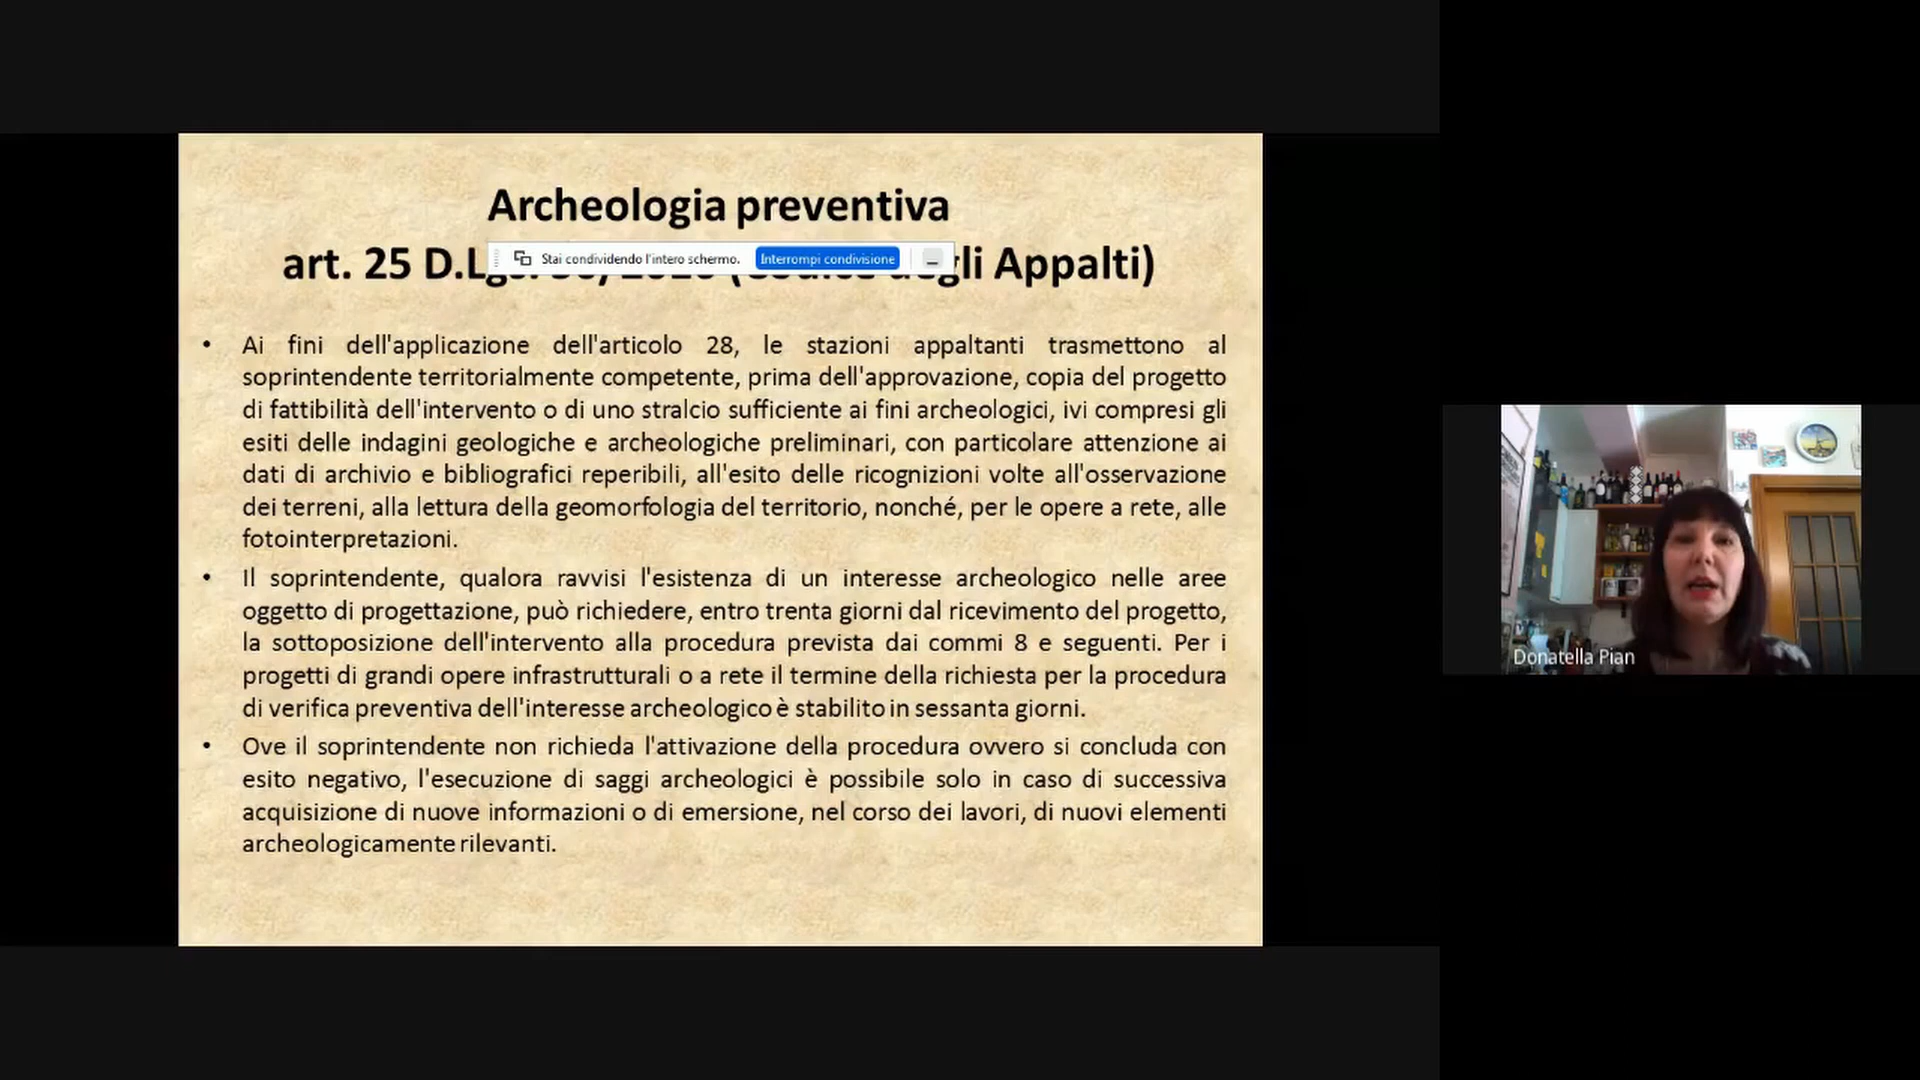 Archeologia preventiva
art. 25 D.Lgs. (Codice degli Appalti)
Stai condividendo l'intero schermo. Interrompi condivisione
• Ai fini dell'applicazione dell'articolo 28, le stazioni appaltanti trasmettono al
soprintendente territorialmente competente, prima dell'approvazione, copia del progetto
di fattibilità dell'intervento o di uno stralcio sufficiente ai fini archeologici, ivi compresi gli
esiti delle indagini geologiche e archeologiche preliminari, con particolare attenzione ai
dati di archivio e bibliografici reperibili, all'esito delle ricognizioni volte all'osservazione
dei terreni, alla lettura della geomorfologia del territorio, nonché, per le opere a rete, alle
fotointerpretazioni.
• Il soprintendente, qualora ravvisi l'esistenza di un interesse archeologico nelle aree
oggetto di progettazione, può richiedere, entro trenta giorni dal ricevimento del progetto,
la sottoposizione dell'intervento alla procedura prevista dai commi 8 e seguenti. Per i
progetti di grandi opere infrastrutturali o a rete il termine della richiesta per la procedura
di verifica preventiva dell'interesse archeologico è stabilito in sessanta giorni.
• Ove il soprintendente non richieda l'attivazione della procedura ovvero si concluda con
esito negativo, l'esecuzione di saggi archeologici è possibile solo in caso di successiva
acquisizione di nuove informazioni o di emersione, nel corso dei lavori, di nuovi elementi
archeologicamente rilevanti.
Donatella Pian